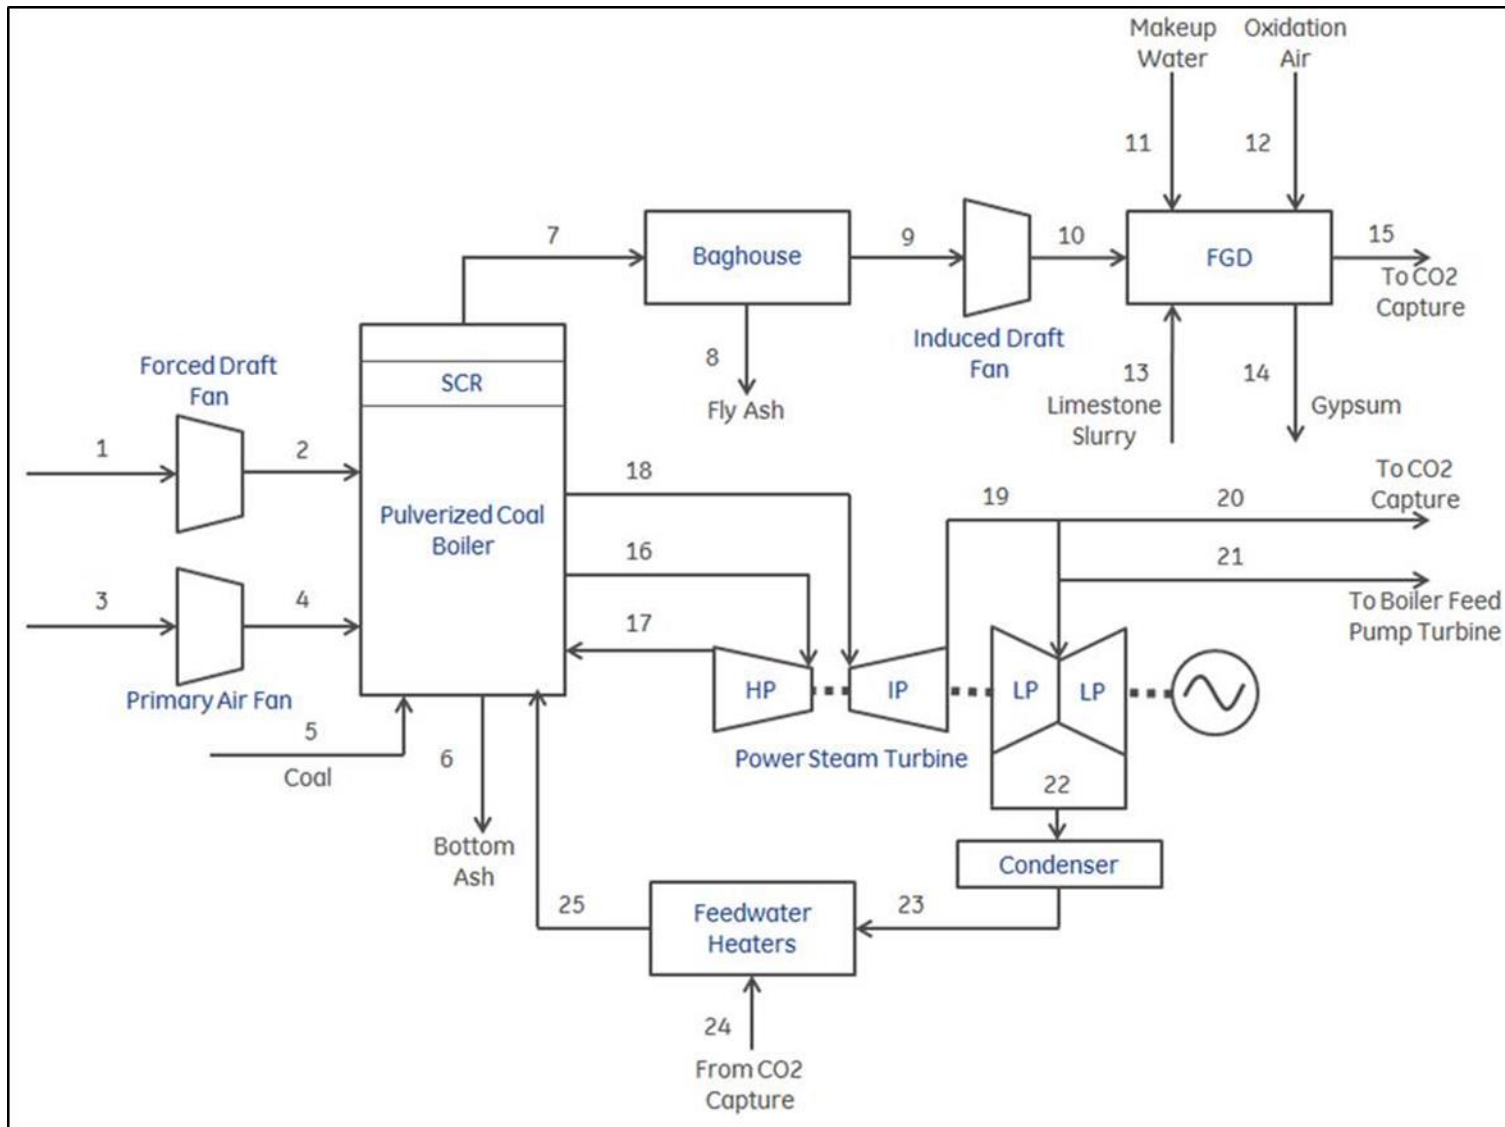 Makeup
Water
Oxidation
Air
11
12
7
Baghouse
9
10
FGD
15
To CO2
Capture
Induced Draft
Fan
8
Fly Ash
13
Limestone
Slurry
14
Gypsum
Forced Draft
Fan
SCR
1
2
18
19
To CO2
Capture
20
Pulverized Coal
Boiler
16
21
To Boiler Feed
Pump Turbine
3
4
17
HP
IP
LP
LP
Primary Air Fan
5
Coal
6
Bottom
Ash
Power Steam Turbine
22
Condenser
25
Feedwater
Heaters
23
24
From CO2
Capture